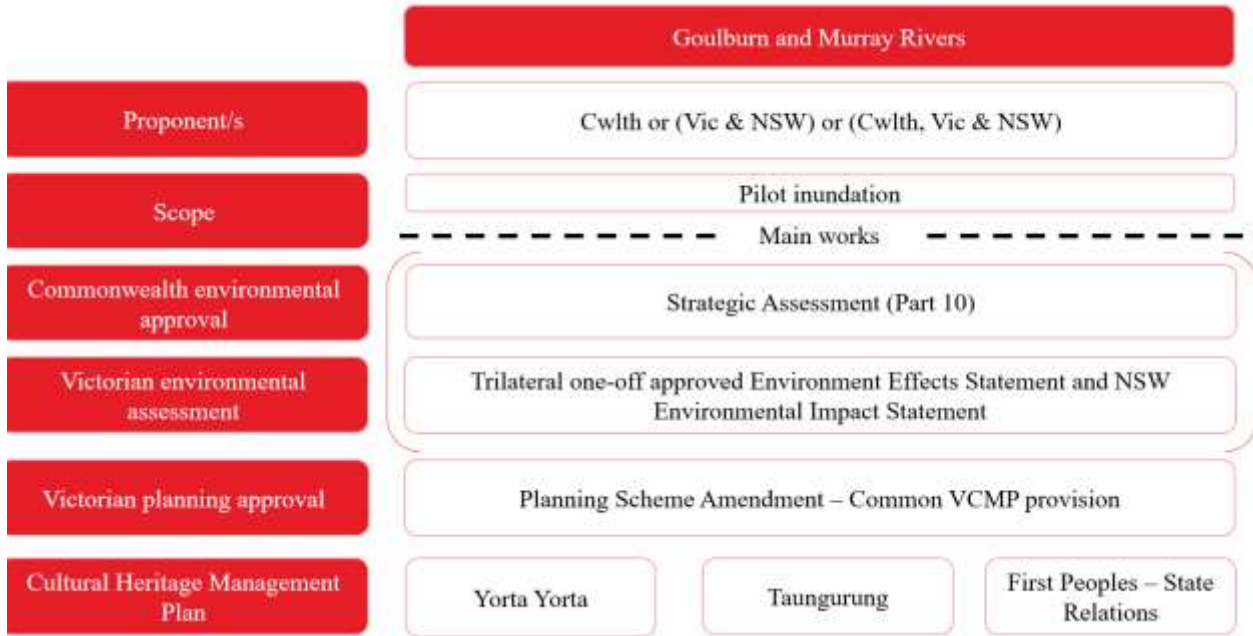 Goulburn and Murray Rivers
Proponent/s
Cwlth or (Vic & NSW) or (Cwlth, Vic & NSW)
Scope
Pilot inundation
Main works
Commonwealth environmental
approval
Strategic Assessment (Part 10)
Victorian environmental
assessment
Trilateral one-off approved Environment Effects Statement and NSW
Environmental Impact Statement
Victorian planning approval
Planning Scheme Amendment – Common VCMP provision
Cultural Heritage Management
Plan
Yorta Yorta
Taungurung
First Peoples – State
Relations